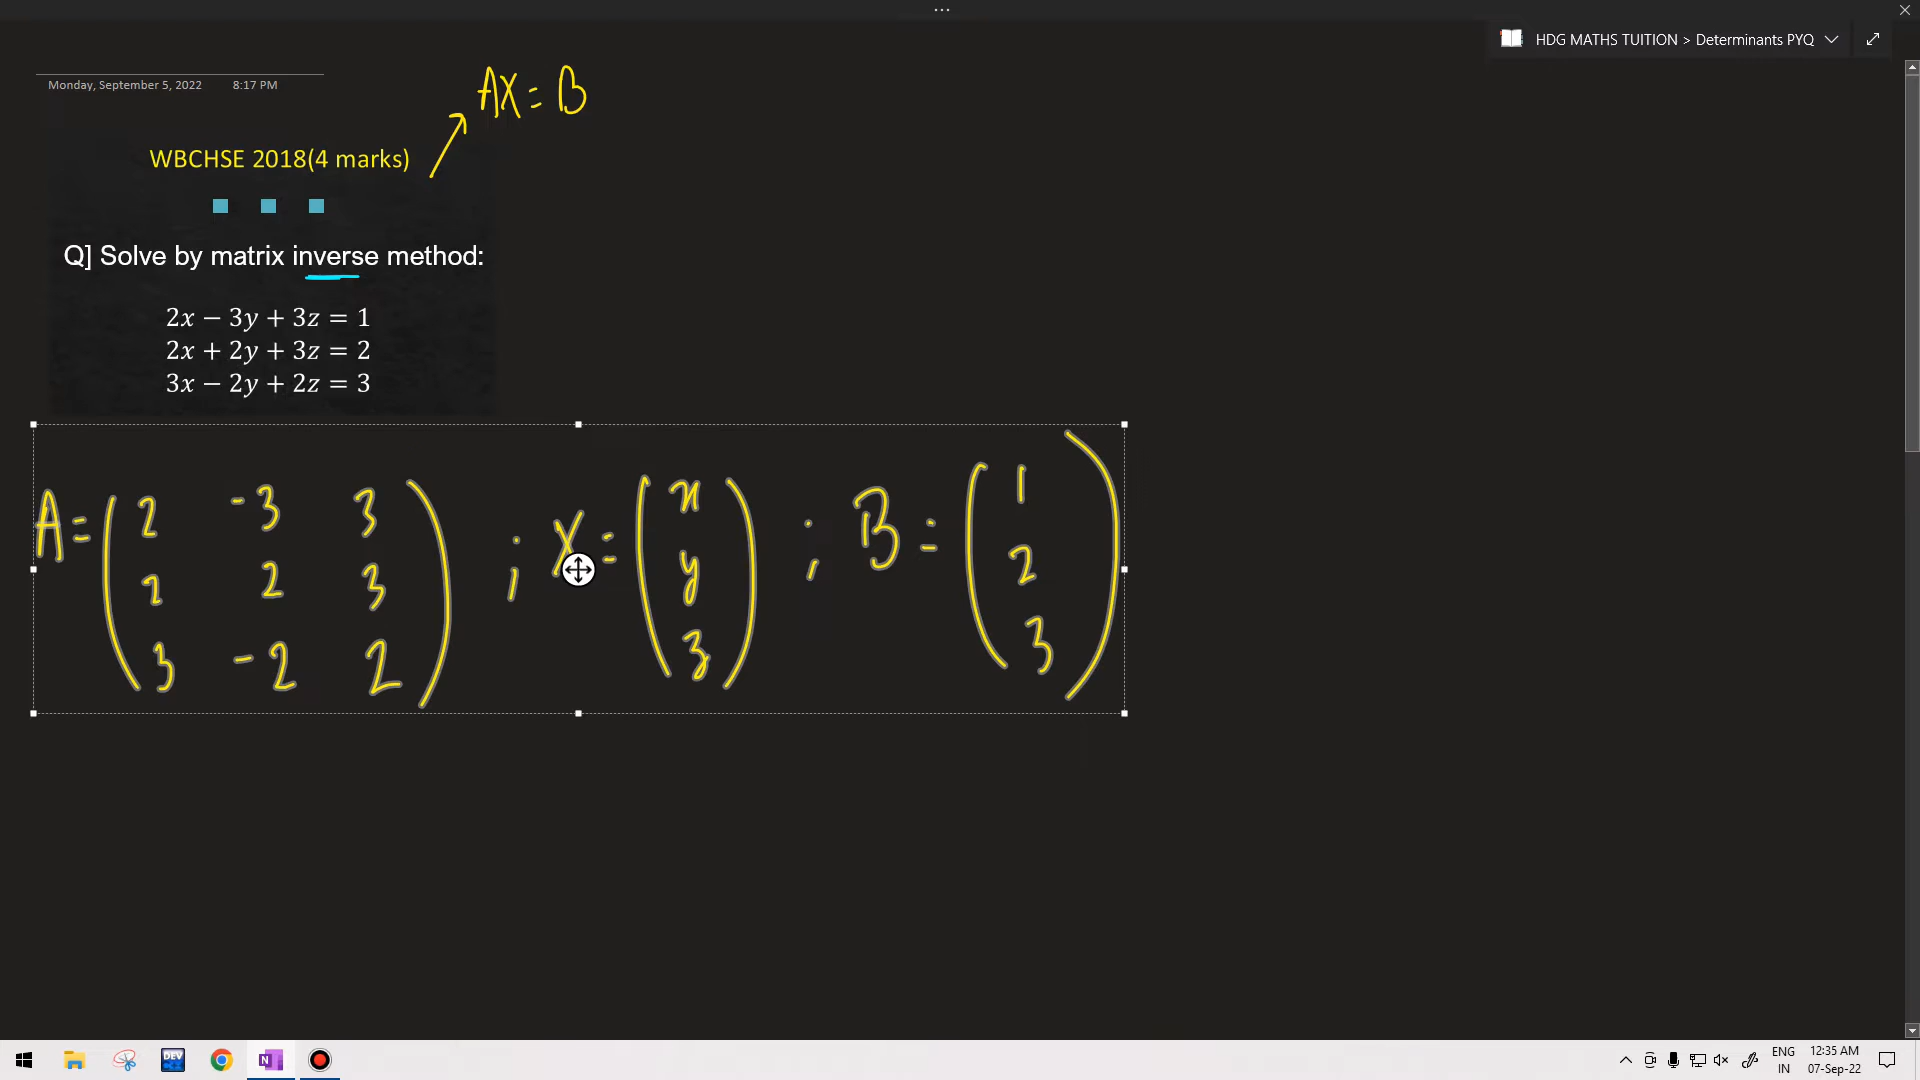 HDG MATHS TUITION > Determinants PYQ
Monday, September 5, 2022 8:17 PM
AX = B
WBCHSE 2018(4 marks)
Q] Solve by matrix inverse method:
2x − 3y + 3z = 1
2x + 2y + 3z = 2
3x − 2y + 2z = 3
A = ( 2 -3 3 ) ; X = ( x ) ; B = ( 1 )
2 2 3 y 2
3 -2 2 z 3
DEV
N
ENG 12:35 AM
IN 07-Sep-22